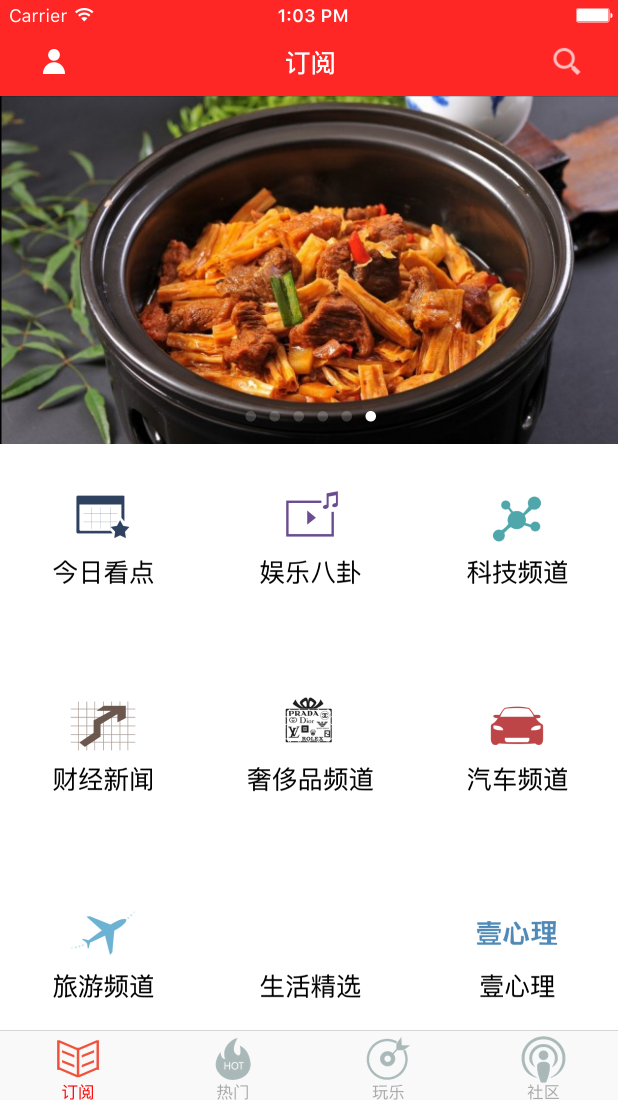 Carrier 1:03 PM
订阅
今日看点 娱乐八卦 科技频道
PRADA
Dior
ROLEX
财经新闻 奢侈品频道 汽车频道
壹心理
旅游频道 生活精选 壹心理
HOT
订阅 热门 玩乐 社区